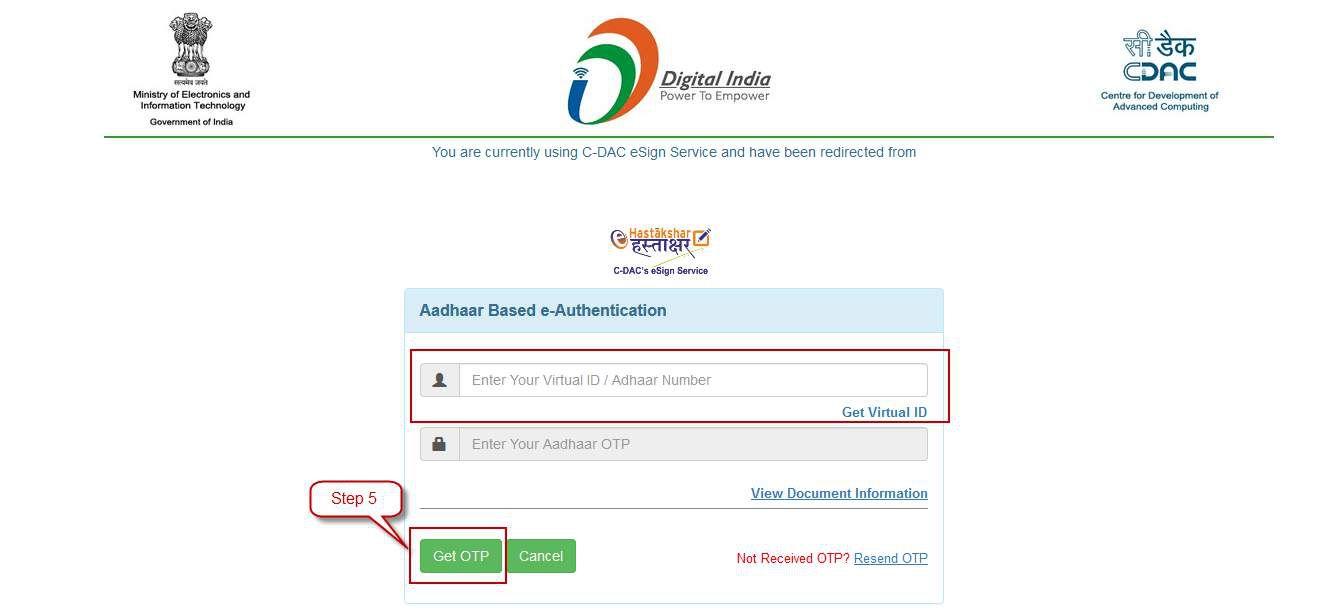 सत्यमेव जयते
Ministry of Electronics and
Information Technology
Government of India
Digital India
Power To Empower
सी डैक
CDAC
Centre for Development of
Advanced Computing
You are currently using C-DAC eSign Service and have been redirected from
e Hastākshar
हस्ताक्षर
C-DAC's eSign Service
Aadhaar Based e-Authentication
Enter Your Virtual ID / Adhaar Number
Get Virtual ID
Enter Your Aadhaar OTP
View Document Information
Step 5
Get OTP Cancel Not Received OTP? Resend OTP